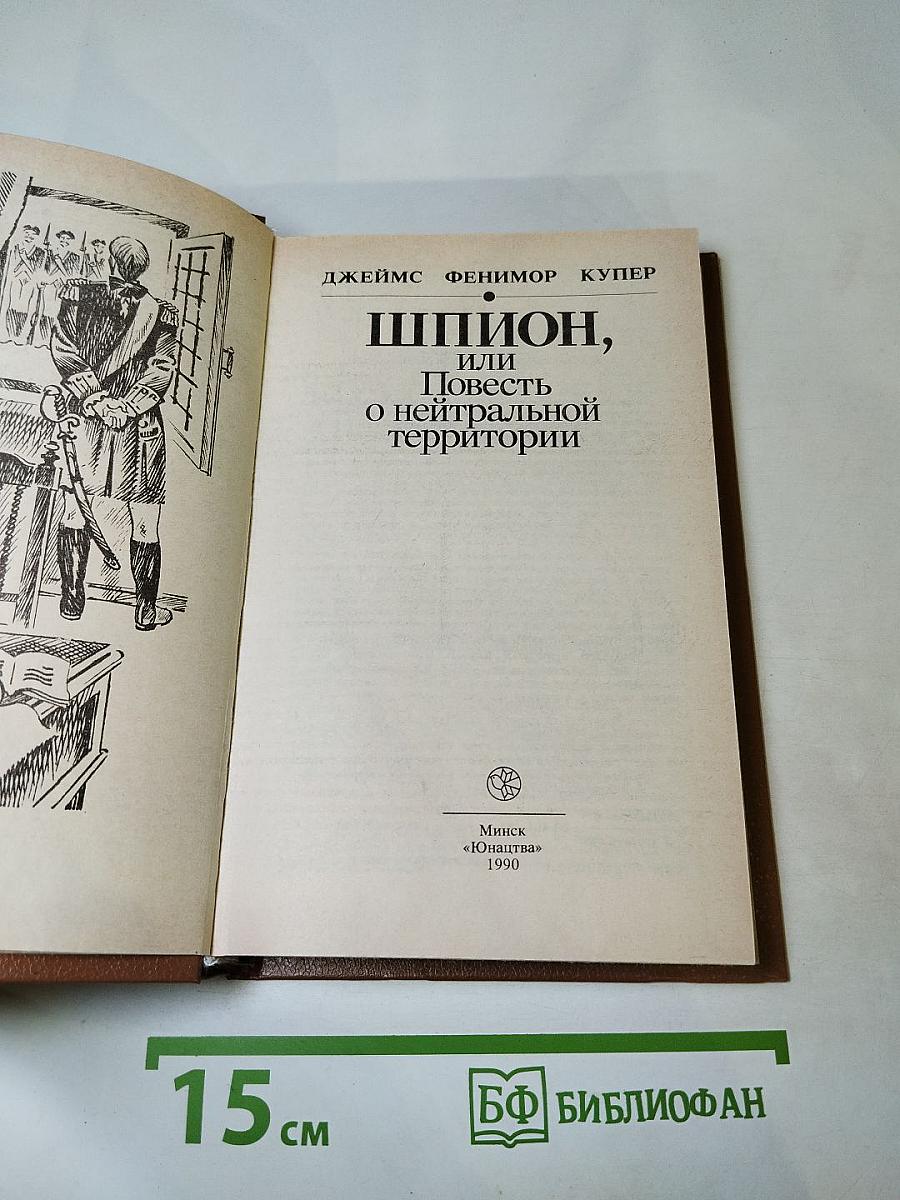 ДЖЕЙМС ФЕНИМОР КУПЕР
ШПИОН,
или
Повесть
о нейтральной
территории
Минск
«Юнацтва»
1990
15 см
БФ БИБЛИОФАН